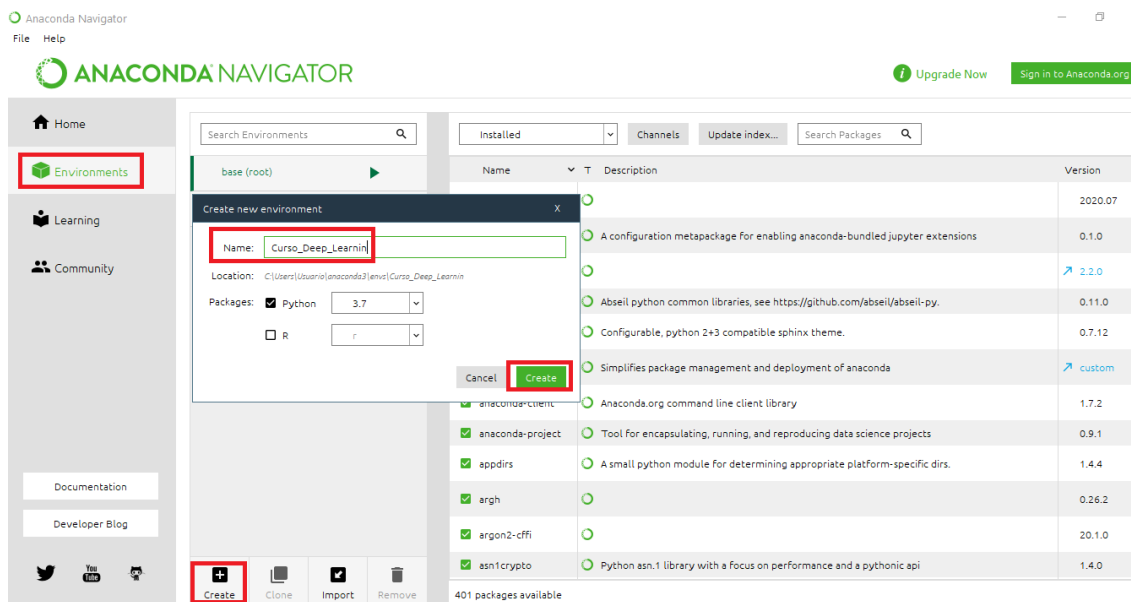 Anaconda Navigator
File Help
ANACONDA NAVIGATOR
Upgrade Now
Sign in to Anaconda.org
Home
Environments
Learning
Community
Documentation
Developer Blog
You Tube
Search Environments
base (root)
Create new environment X
Name: Curso_Deep_Learnin
Location: C:\Users\Usuario\anaconda3\envs\Curso_Deep_Learnin
Packages: Python 3.7
R r
Cancel Create
Create Clone Import Remove
Installed Channels Update index... Search Packages
Name T Description Version
2020.07
A configuration metapackage for enabling anaconda-bundled jupyter extensions 0.1.0
2.2.0
Abseil python common libraries, see https://github.com/abseil/abseil-py. 0.11.0
Configurable, python 2+3 compatible sphinx theme. 0.7.12
Simplifies package management and deployment of anaconda custom
anaconda-client Anaconda.org command line client library 1.7.2
anaconda-project Tool for encapsulating, running, and reproducing data science projects 0.9.1
appdirs A small python module for determining appropriate platform-specific dirs. 1.4.4
argh 0.26.2
argon2-cffi 20.1.0
asn1crypto Python asn.1 library with a focus on performance and a pythonic api 1.4.0
401 packages available